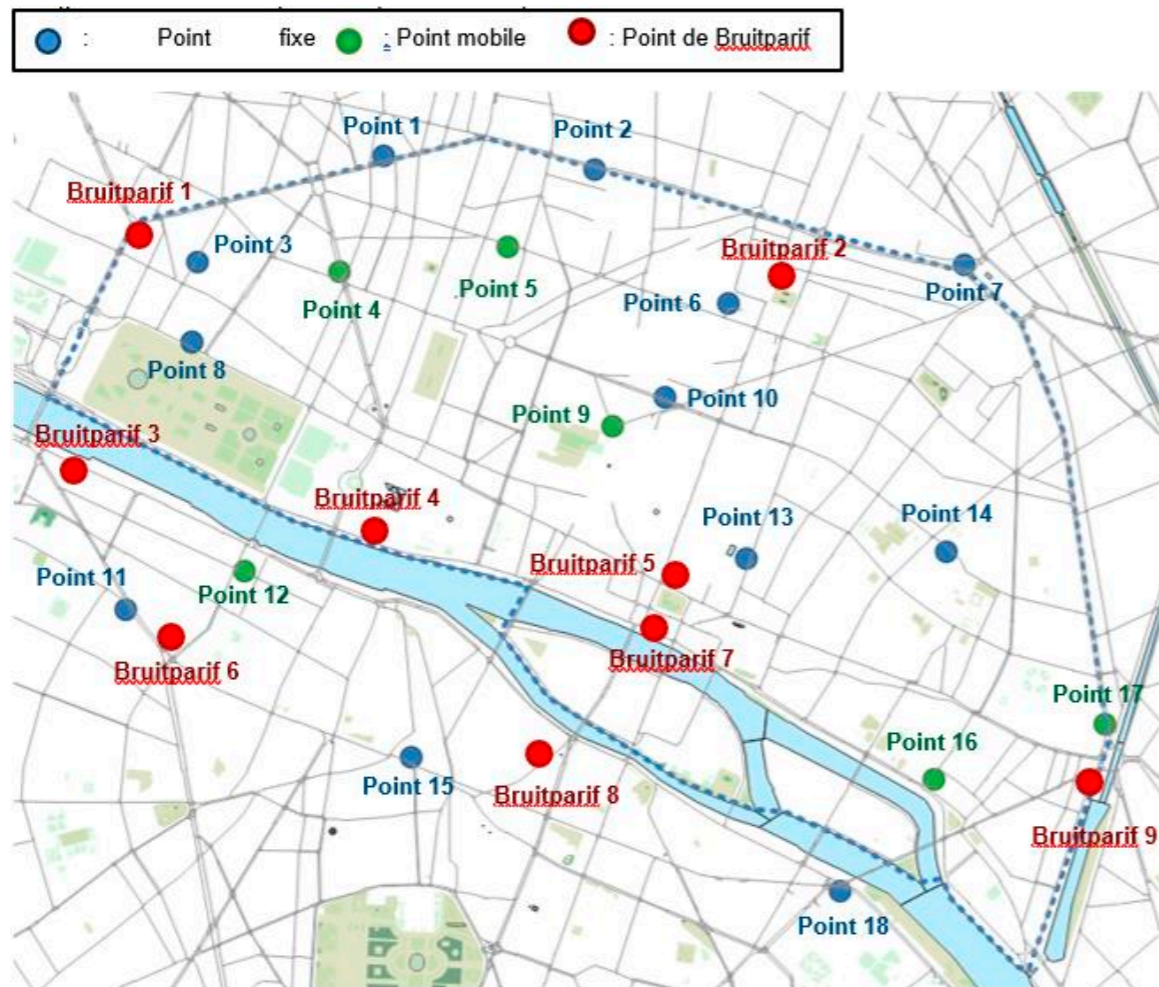 : Point fixe : Point mobile : Point de Bruitparif
Point 1
Point 2
Bruitparif 1
Point 3
Bruitparif 2
Point 5
Point 4
Point 6
Point 7
Point 8
Point 10
Point 9
Bruitparif 3
Bruitparif 4
Point 13
Point 14
Bruitparif 5
Point 11
Point 12
Bruitparif 6
Bruitparif 7
Point 17
Point 16
Point 15
Bruitparif 8
Bruitparif 9
Point 18